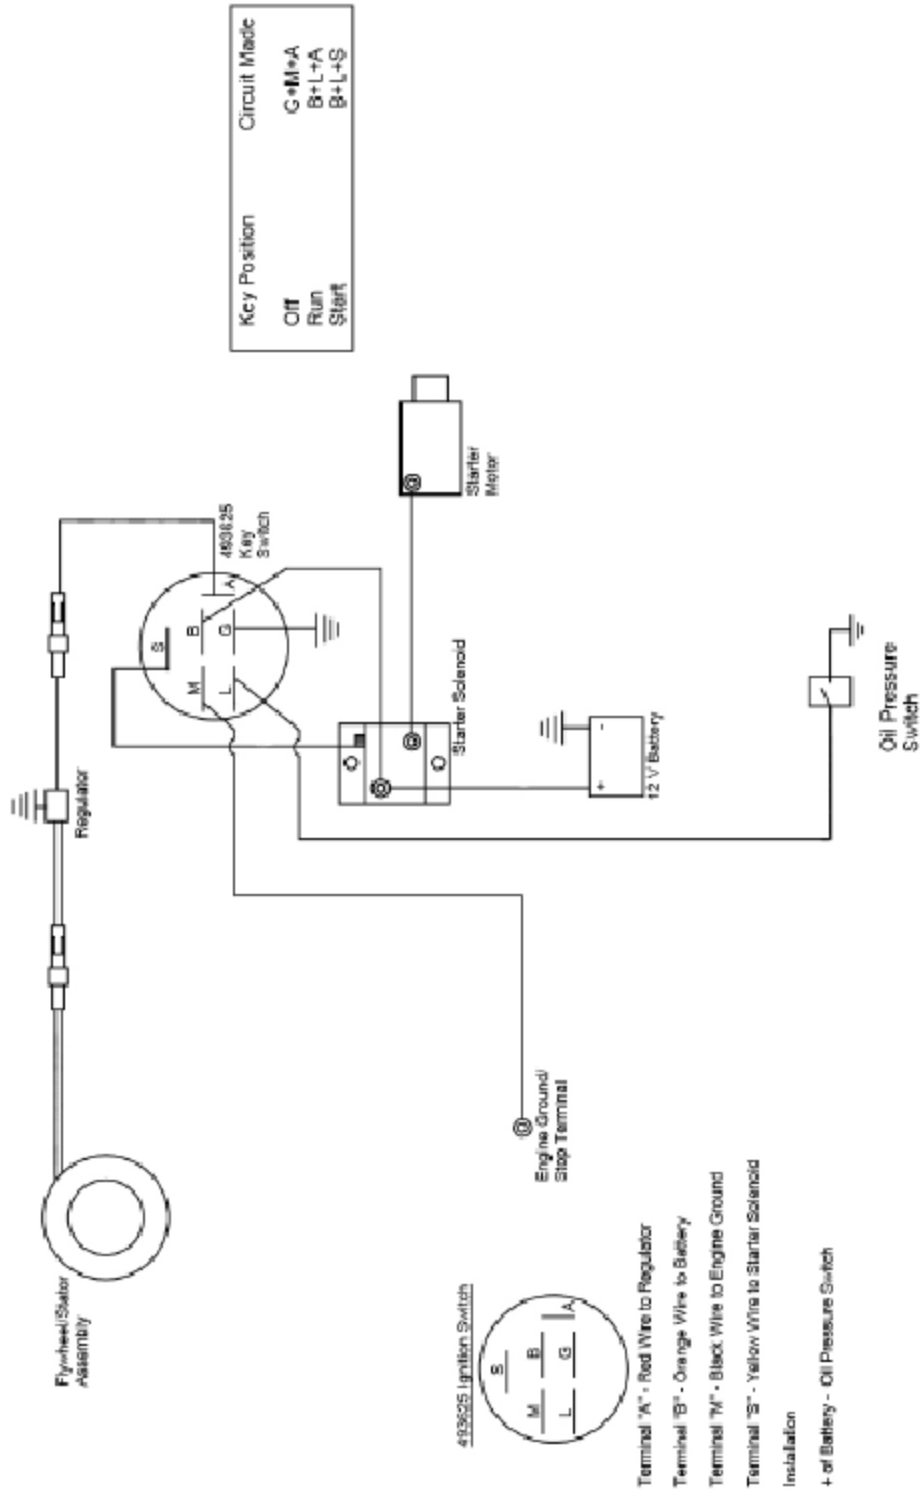 Flywheel/Stator
Assembly
Regulator
493625
Key
Switch
S
M
B
A
L
G
Starter Solenoid
Starter
Motor
+
-
12 V Battery
Engine Ground/
Stop Terminal
Oil Pressure
Switch
Key Position Circuit Made
Off G+M+A
Run B+L+A
Start B+L+S
493625 Ignition Switch
S
M
B
A
L
G
Terminal "A" - Red Wire to Regulator
Terminal "B" - Orange Wire to Battery
Terminal "M" - Black Wire to Engine Ground
Terminal "S" - Yellow Wire to Starter Solenoid
Installation
+ of Battery - Oil Pressure Switch